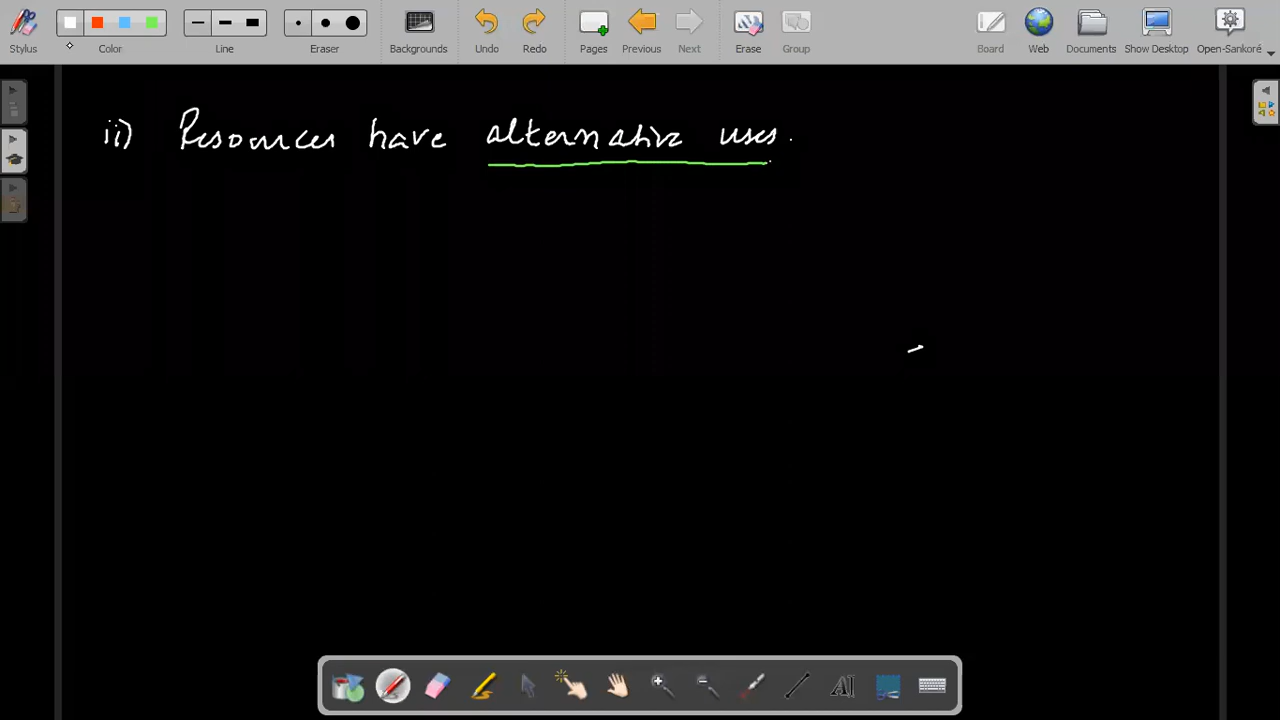 Stylus Color Line Eraser Backgrounds Undo Redo Pages Previous Next Erase Group Board Web Documents Show Desktop Open-Sankoré
ii) Resources have alternative uses.
AI